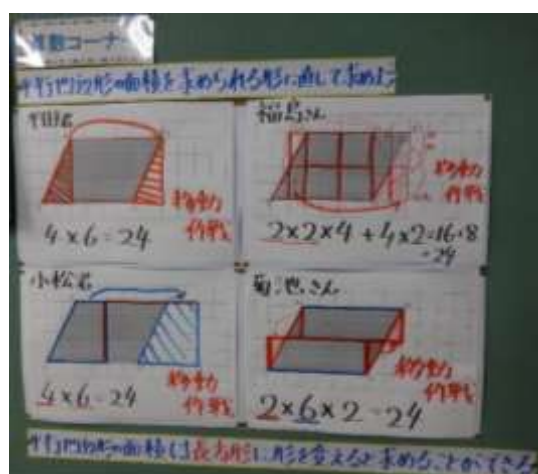 算数コーナー
平行四辺形の面積を求められる形に直して求めた
4×6=24
移動
作戦
福島さん
2×2×4+4×2=16+8
=24
移動
作戦
小松君
4×6=24
移動
作戦
菊池さん
2×6×2=24
移動
作戦
平行四辺形の面積は長方形に形を変えると求めることができる